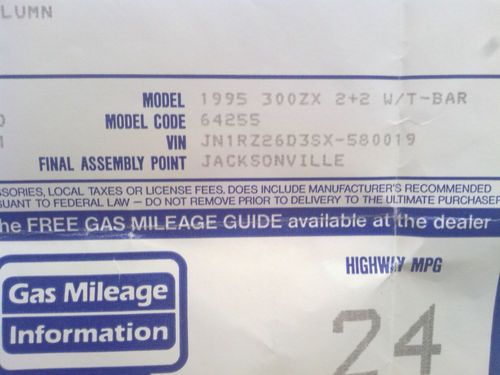 LUMN
MODEL 1995 300ZX 2+2 W/T-BAR
MODEL CODE 64255
VIN JN1RZ26D3SX-580019
FINAL ASSEMBLY POINT JACKSONVILLE
SSORIES, LOCAL TAXES OR LICENSE FEES. DOES INCLUDE MANUFACTURER'S RECOMMENDED
SUANT TO FEDERAL LAW — DO NOT REMOVE PRIOR TO DELIVERY TO THE ULTIMATE PURCHASER
he FREE GAS MILEAGE GUIDE available at the dealer
Gas Mileage
Information
HIGHWAY MPG
24